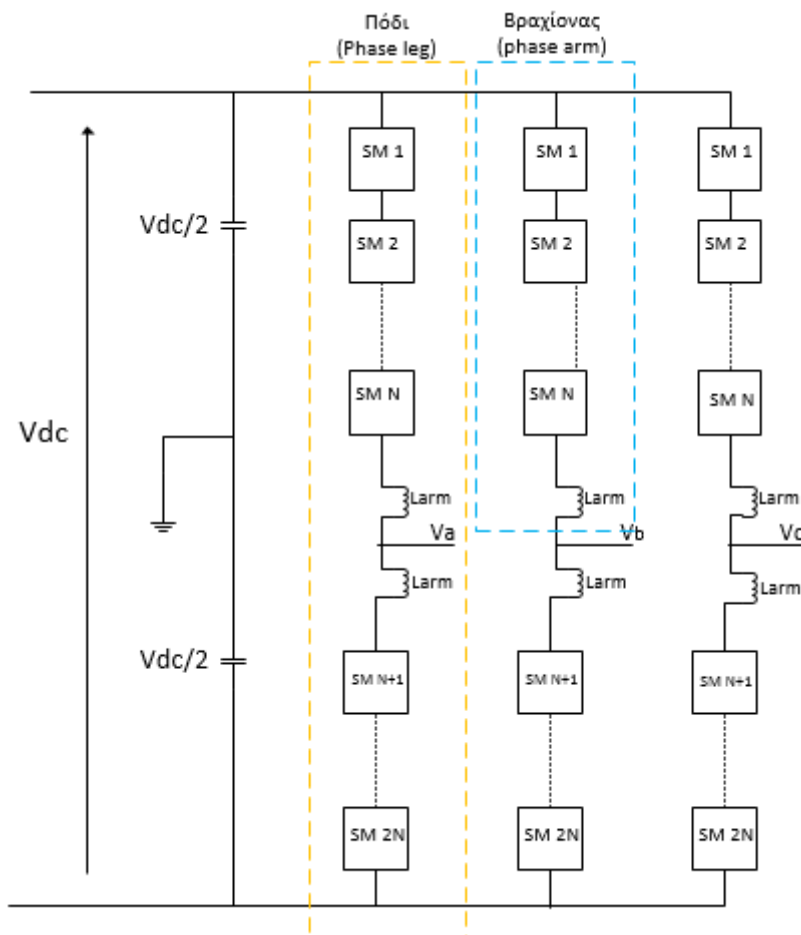 Πόδι
(Phase leg)
Βραχίονας
(phase arm)
SM 1
SM 1
SM 1
Vdc/2
SM 2
SM 2
SM 2
Vdc
SM N
SM N
SM N
Larm
Larm
Larm
Va
Vb
Vc
Larm
Larm
Larm
Vdc/2
SM N+1
SM N+1
SM N+1
SM 2N
SM 2N
SM 2N